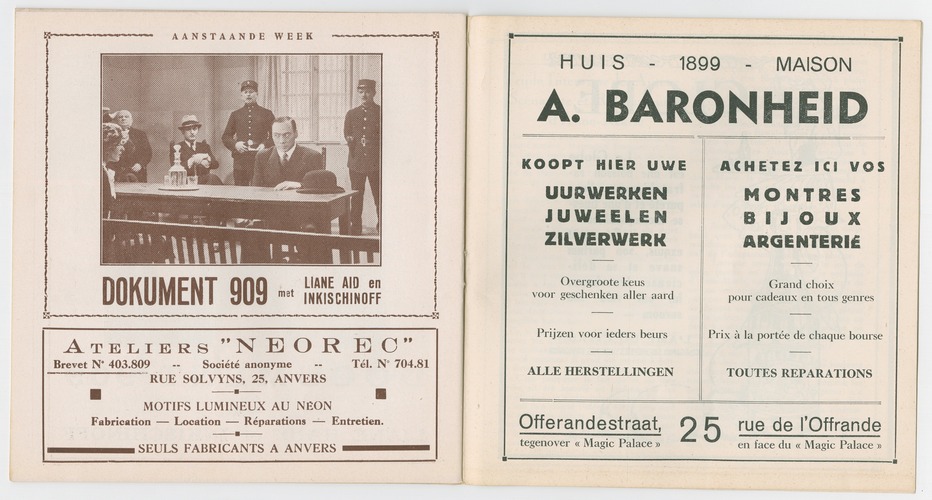 AANSTAANDE WEEK
DOKUMENT 909 met LIANE AID en
INKISCHINOFF
ATELIERS "NEOREC"
Brevet N° 403.809 -- Société anonyme -- Tél. N° 704.81
RUE SOLVYNS, 25, ANVERS
MOTIFS LUMINEUX AU NÉON
Fabrication — Location — Réparations — Entretien.
SEULS FABRICANTS A ANVERS
HUIS - 1899 - MAISON
A. BARONHEID
KOOPT HIER UWE
UURWERKEN
JUWEELEN
ZILVERWERK
Overgroote keus
voor geschenken aller aard
Prijzen voor ieders beurs
ALLE HERSTELLINGEN
ACHETEZ ICI VOS
MONTRES
BIJOUX
ARGENTERIE
Grand choix
pour cadeaux en tous genres
Prix à la portée de chaque bourse
TOUTES REPARATIONS
Offerandestraat, 25 rue de l'Offrande
tegenover « Magic Palace » en face du « Magic Palace »